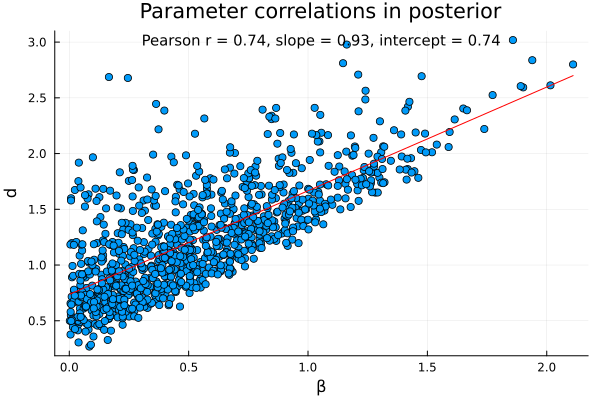 Parameter correlations in posterior
Pearson r = 0.74, slope = 0.93, intercept = 0.74
3.0
2.5
2.0
1.5
1.0
0.5
d
0.0 0.5 1.0 1.5 2.0
β